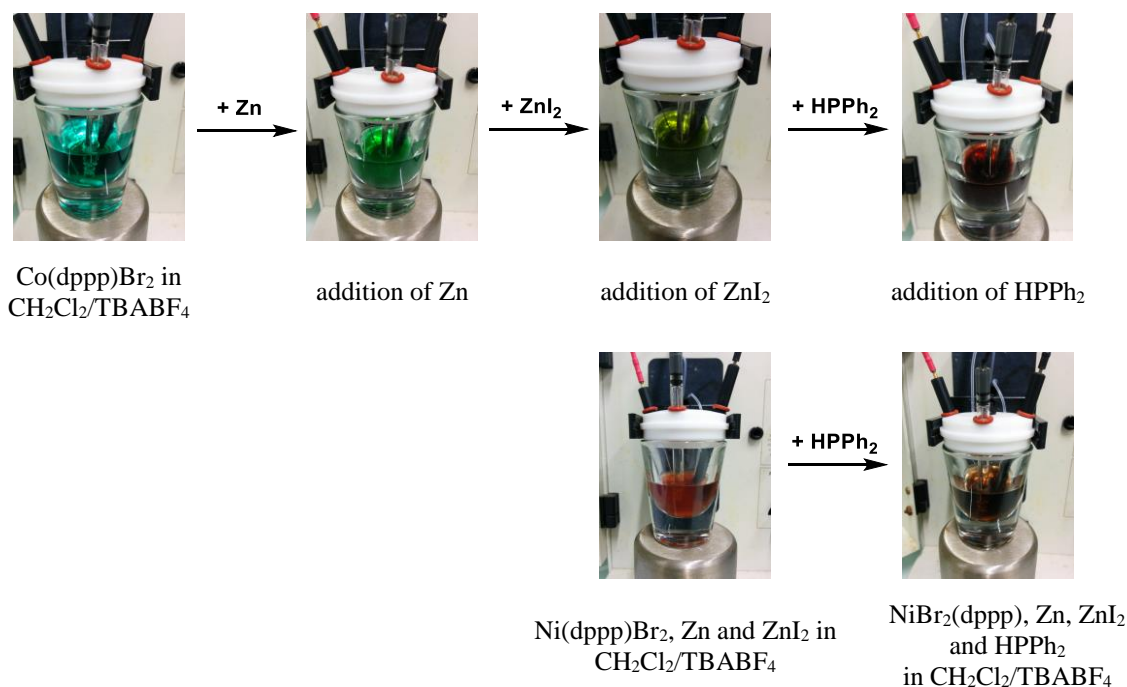 + Zn
+ ZnI₂
+ HPPh₂
Co(dppp)Br₂ in
CH₂Cl₂/TBABF₄
addition of Zn
addition of ZnI₂
addition of HPPh₂
+ HPPh₂
Ni(dppp)Br₂, Zn and ZnI₂ in
CH₂Cl₂/TBABF₄
NiBr₂(dppp), Zn, ZnI₂
and HPPh₂
in CH₂Cl₂/TBABF₄